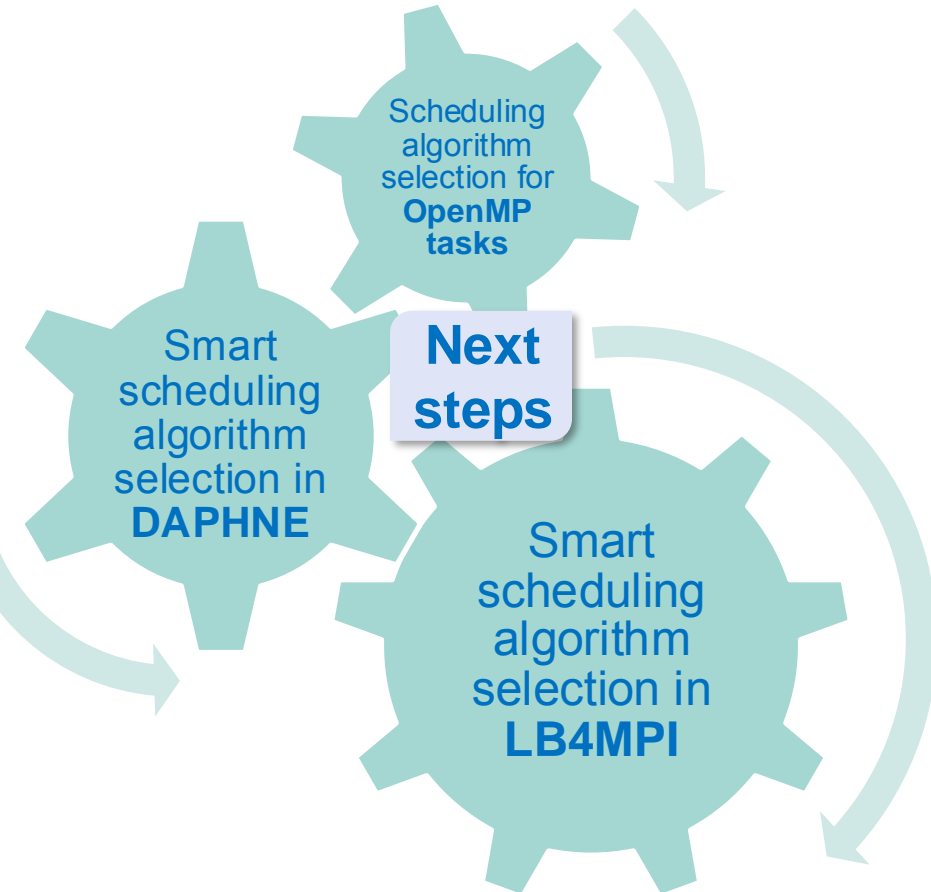 Scheduling
algorithm
selection for
OpenMP
tasks
Next
steps
Smart
scheduling
algorithm
selection in
DAPHNE
Smart
scheduling
algorithm
selection in
LB4MPI